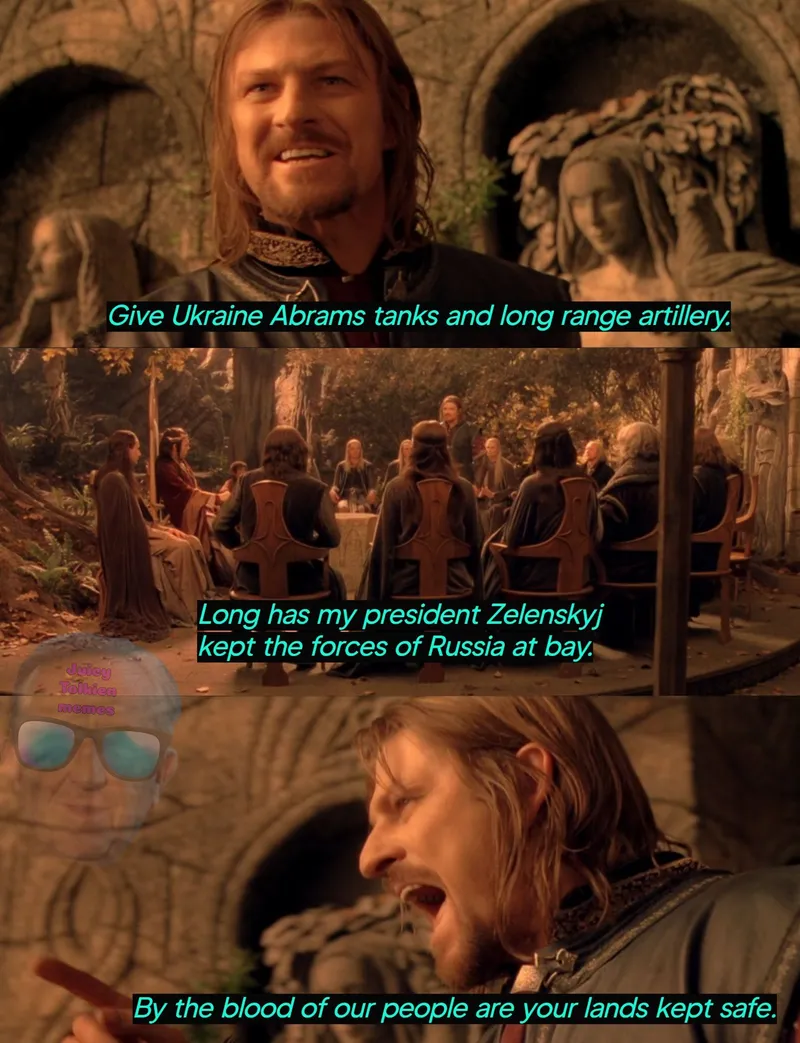 Give Ukraine Abrams tanks and long range artillery.
Long has my president Zelenskyj
kept the forces of Russia at bay.
Juicy
Tolkien
memes
By the blood of our people are your lands kept safe.